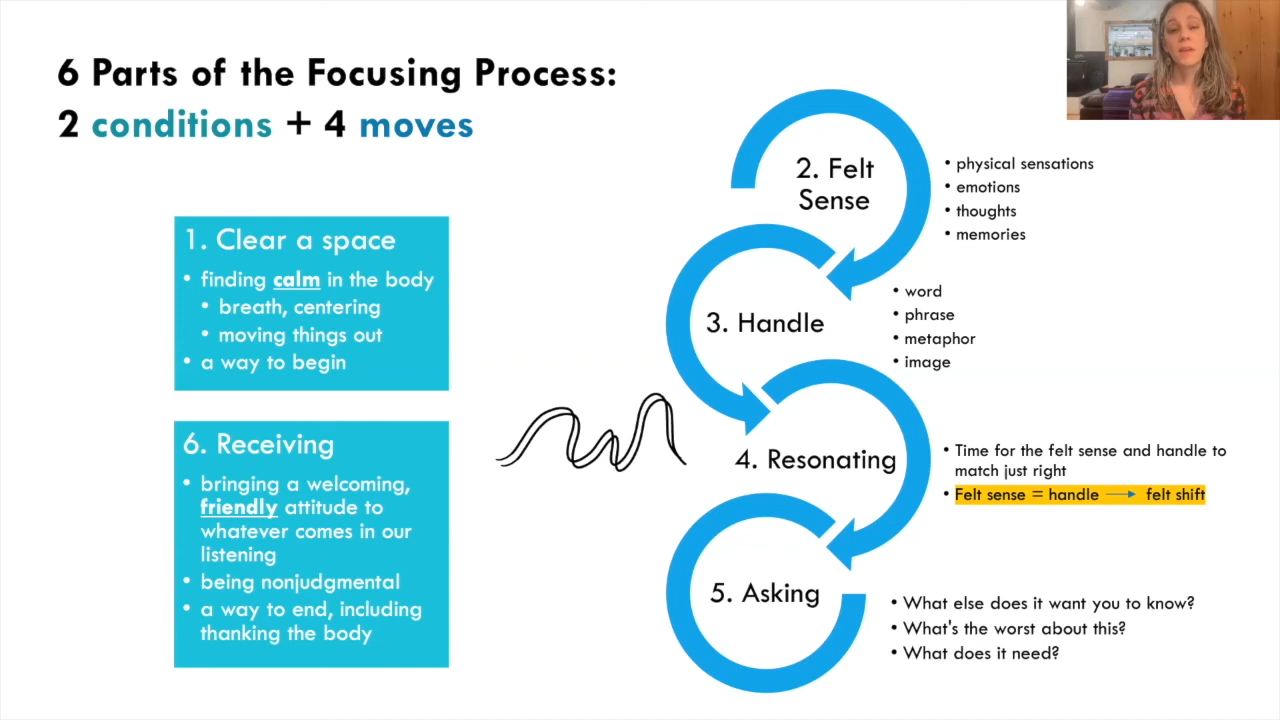 6 Parts of the Focusing Process:
2 conditions + 4 moves
1. Clear a space
• finding calm in the body
• breath, centering
• moving things out
• a way to begin
6. Receiving
• bringing a welcoming,
friendly attitude to
whatever comes in our
listening
• being nonjudgmental
• a way to end, including
thanking the body
2. Felt
Sense
• physical sensations
• emotions
• thoughts
• memories
3. Handle
• word
• phrase
• metaphor
• image
4. Resonating
• Time for the felt sense and handle to
match just right
• Felt sense = handle → felt shift
5. Asking
• What else does it want you to know?
• What's the worst about this?
• What does it need?